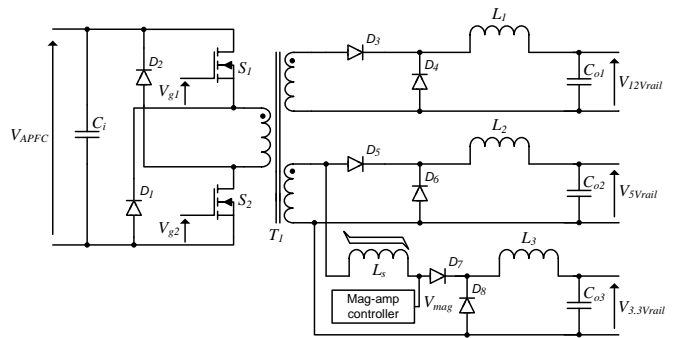 L1
D3
D2
S1
D4
Co1
V12Vrail
Vg1
Ci
L2
VAPFC
D5
D1
S2
D6
Co2
V5Vrail
Vg2
T1
L3
D7
Ls
D8
Co3
V3.3Vrail
Mag-amp
controller
Vmag